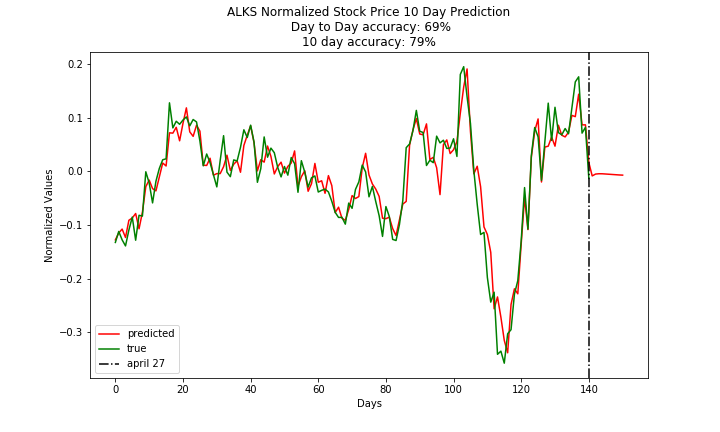 ALKS Normalized Stock Price 10 Day Prediction
Day to Day accuracy: 69%
10 day accuracy: 79%
Normalized Values
0.2
0.1
0.0
−0.1
−0.2
−0.3
predicted
true
april 27
0
20
40
60
80
100
120
140
Days